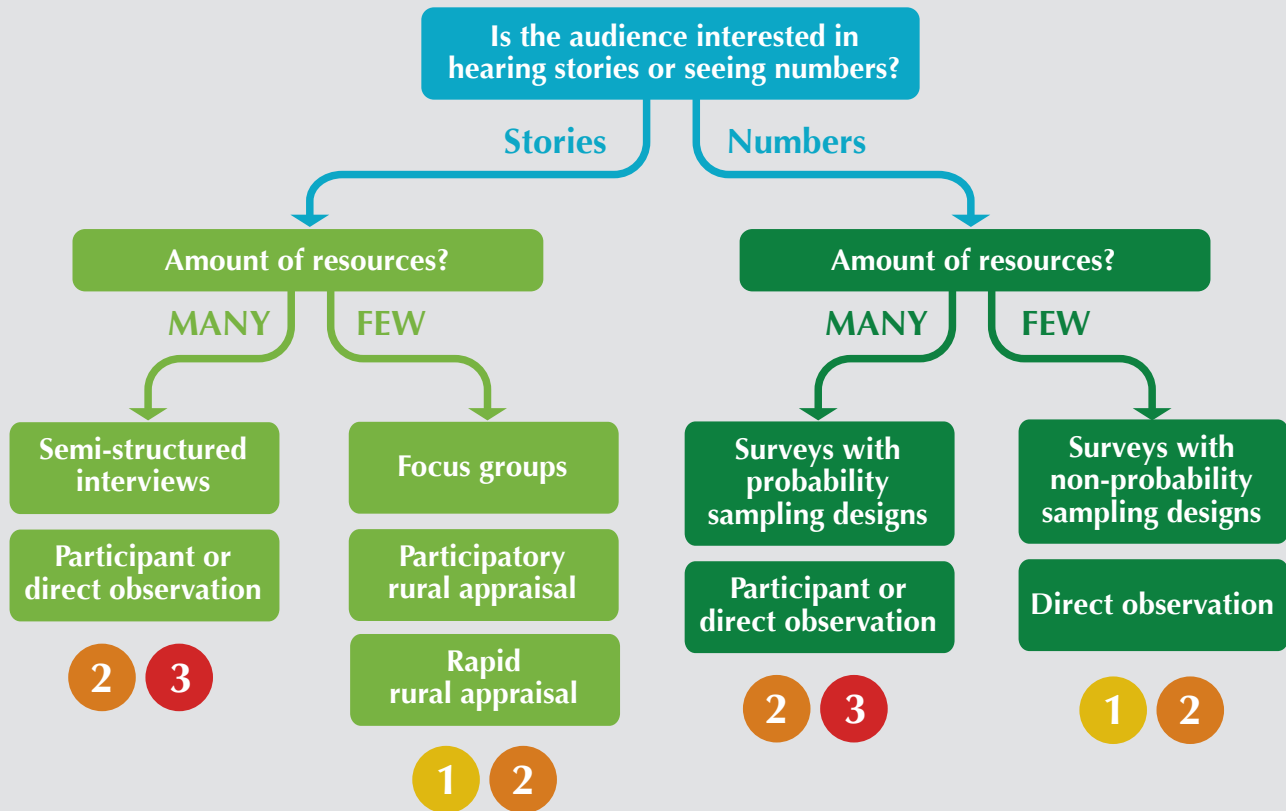 Is the audience interested in
hearing stories or seeing numbers?
Stories
Numbers
Amount of resources?
MANY
FEW
Semi-structured
interviews
Participant or
direct observation
2
3
Focus groups
Participatory
rural appraisal
Rapid
rural appraisal
1
2
Amount of resources?
MANY
FEW
Surveys with
probability
sampling designs
Participant or
direct observation
2
3
Surveys with
non-probability
sampling designs
Direct observation
1
2